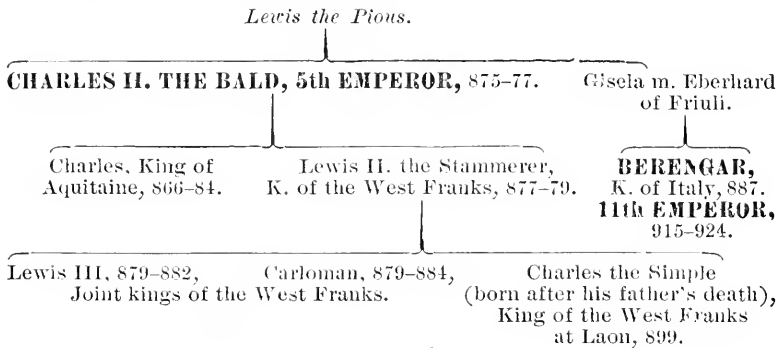 Lewis the Pious.
CHARLES II. THE BALD, 5th EMPEROR, 875–77.
Gisela m. Eberhard
of Friuli.
Charles, King of
Aquitaine, 866–84.
Lewis II. the Stammerer,
K. of the West Franks, 877–79.
BERENGAR,
K. of Italy, 887.
11th EMPEROR,
915–924.
Lewis III, 879–882,
Carloman, 879–884,
Joint kings of the West Franks.
Charles the Simple
(born after his father's death),
King of the West Franks
at Laon, 899.